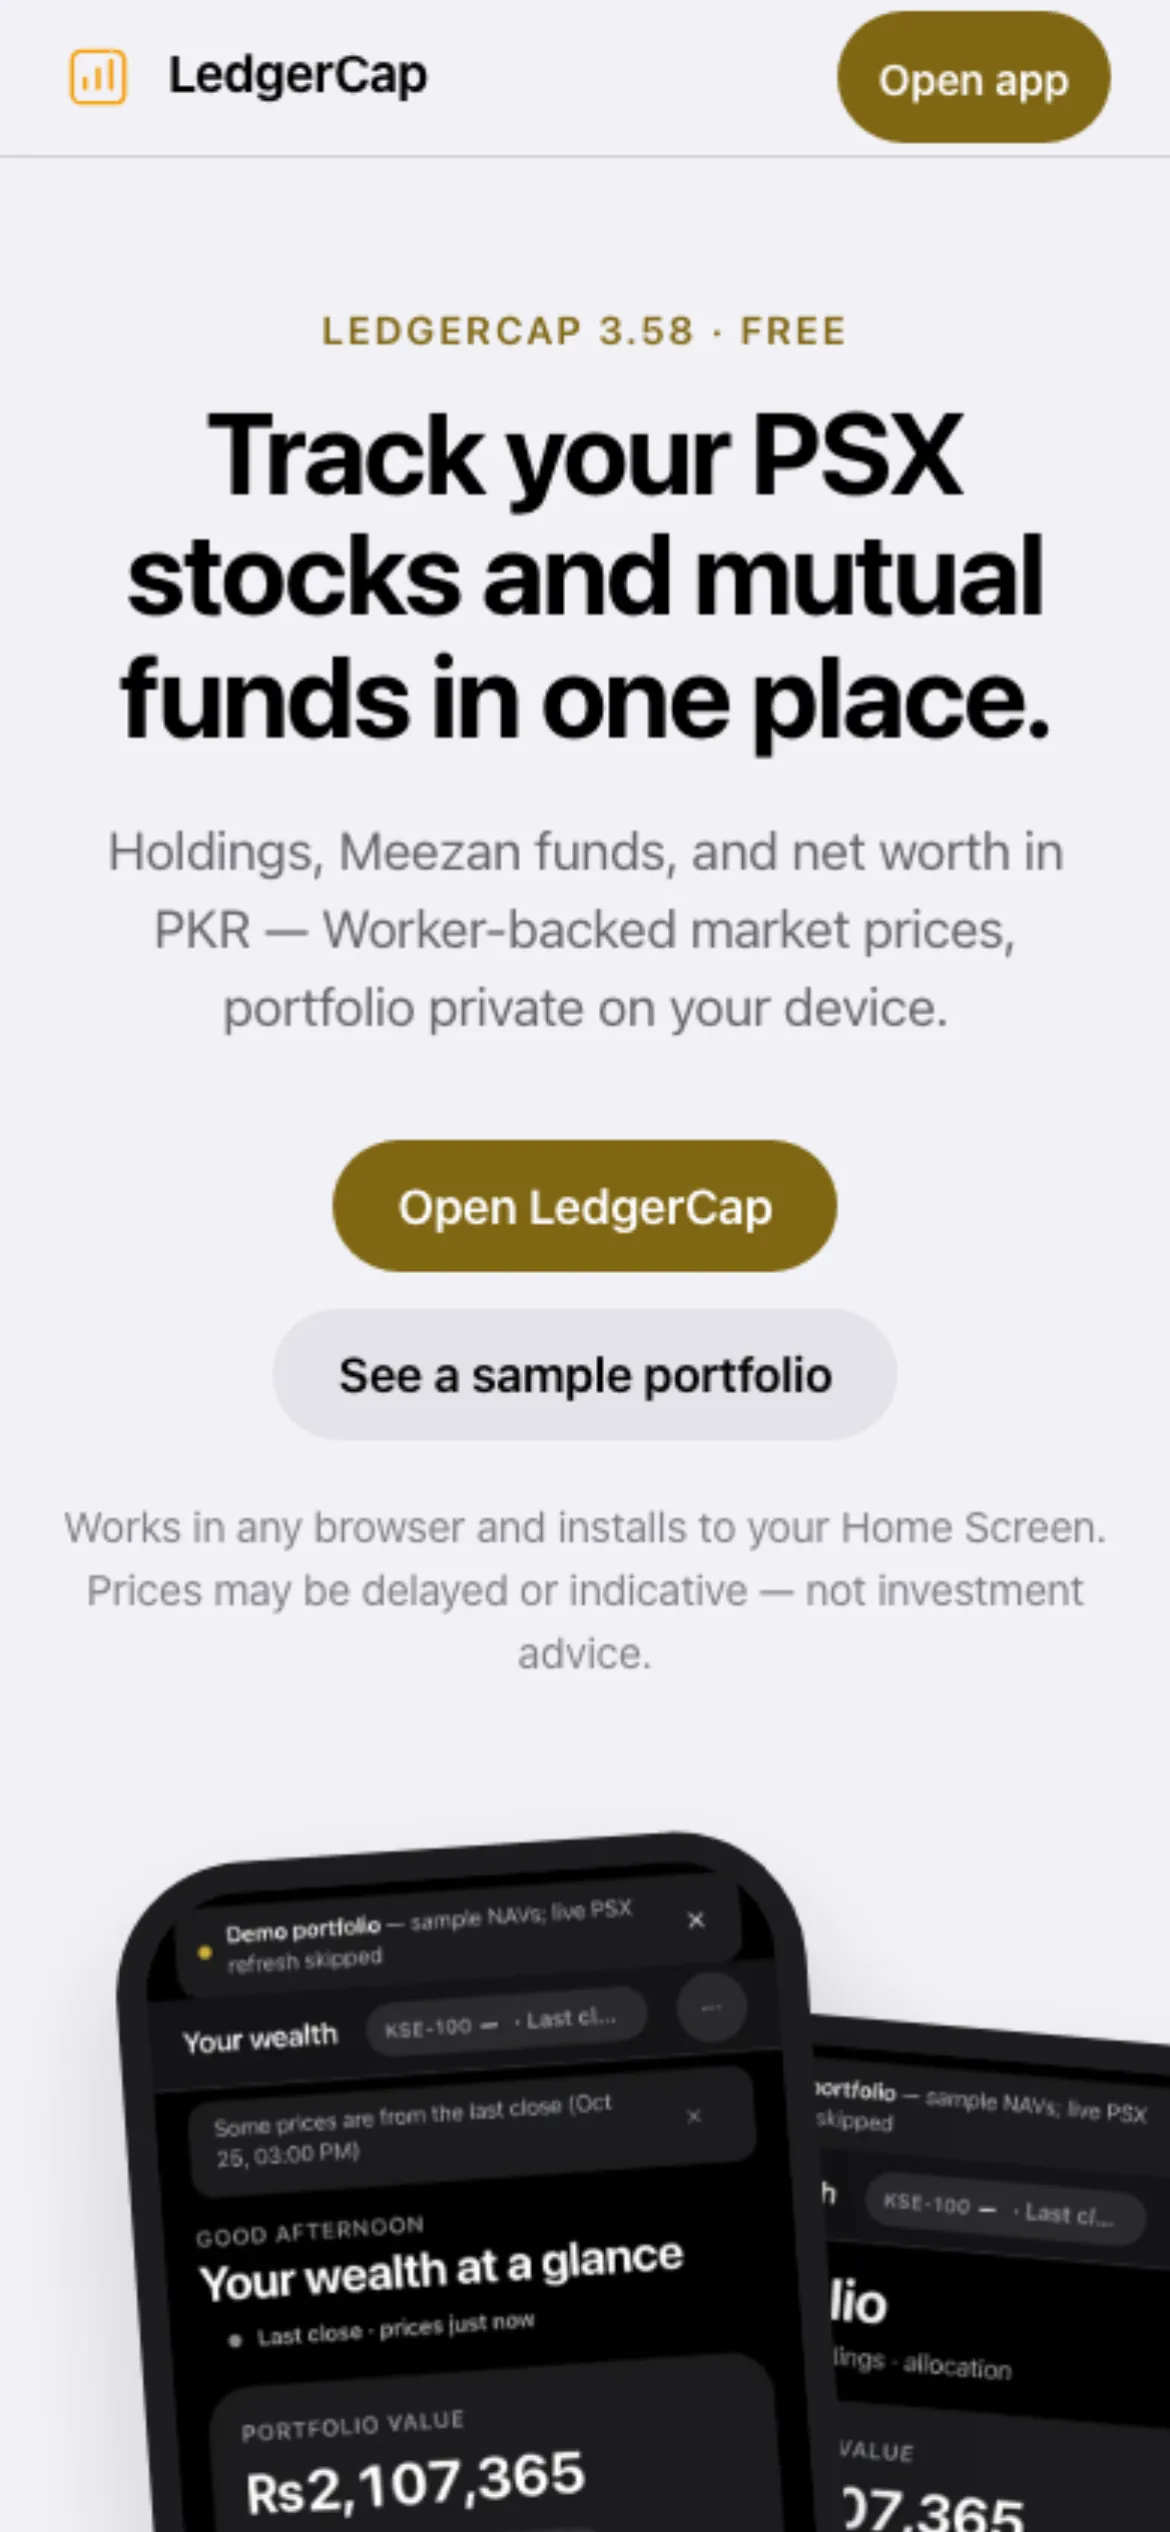 LedgerCap
Open app
LEDGERCAP 3.58 · FREE
Track your PSX
stocks and mutual
funds in one place.
Holdings, Meezan funds, and net worth in
PKR — Worker-backed market prices,
portfolio private on your device.
Open LedgerCap
See a sample portfolio
Works in any browser and installs to your Home Screen.
Prices may be delayed or indicative — not investment
advice.
Demo portfolio — sample NAVs; live PSX
refresh skipped
×
Your wealth
KSE-100 — · Last cl...
...
Some prices are from the last close (Oct
25, 03:00 PM)
×
GOOD AFTERNOON
Your wealth at a glance
Last close · prices just now
PORTFOLIO VALUE
Rs2,107,365
portfolio — sample NAVs; live PSX
skipped
h
KSE-100 — · Last cl...
lio
lings · allocation
VALUE
07,365